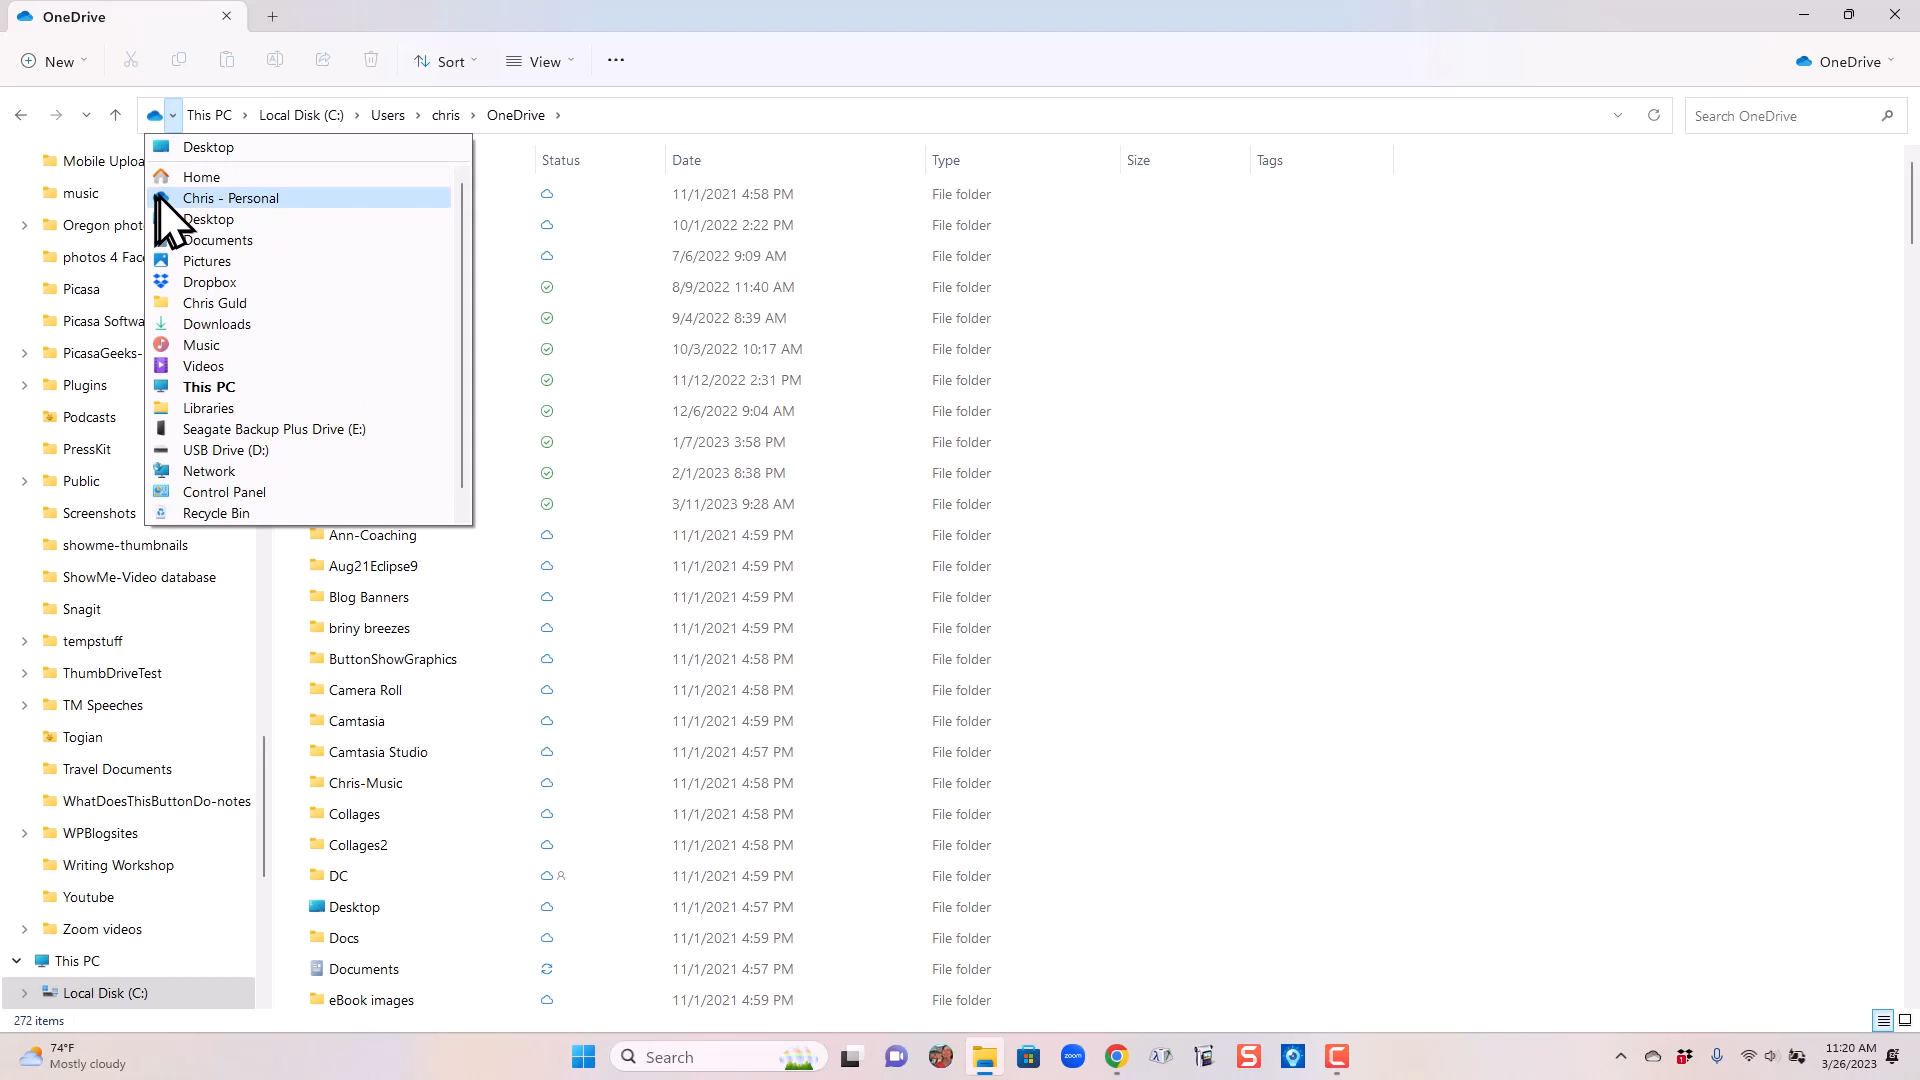 OneDrive
New
Sort
View
OneDrive
This PC
Local Disk (C:)
Users
chris
OneDrive
Search OneDrive
Mobile Uploa
music
Oregon phot
photos 4 Fac
Picasa
Picasa Softwa
PicasaGeeks-
Plugins
Podcasts
PressKit
Public
Screenshots
showme-thumbnails
ShowMe-Video database
Snagit
tempstuff
ThumbDriveTest
TM Speeches
Togian
Travel Documents
WhatDoesThisButtonDo-notes
WPBlogsites
Writing Workshop
Youtube
Zoom videos
This PC
Local Disk (C:)
Desktop
Home
Chris - Personal
Desktop
Documents
Pictures
Dropbox
Chris Guld
Downloads
Music
Videos
This PC
Libraries
Seagate Backup Plus Drive (E:)
USB Drive (D:)
Network
Control Panel
Recycle Bin
Status Date Type Size Tags
11/1/2021 4:58 PM File folder
10/1/2022 2:22 PM File folder
7/6/2022 9:09 AM File folder
8/9/2022 11:40 AM File folder
9/4/2022 8:39 AM File folder
10/3/2022 10:17 AM File folder
11/12/2022 2:31 PM File folder
12/6/2022 9:04 AM File folder
1/7/2023 3:58 PM File folder
2/1/2023 8:38 PM File folder
3/11/2023 9:28 AM File folder
Ann-Coaching 11/1/2021 4:59 PM File folder
Aug21Eclipse9 11/1/2021 4:59 PM File folder
Blog Banners 11/1/2021 4:59 PM File folder
briny breezes 11/1/2021 4:59 PM File folder
ButtonShowGraphics 11/1/2021 4:58 PM File folder
Camera Roll 11/1/2021 4:58 PM File folder
Camtasia 11/1/2021 4:59 PM File folder
Camtasia Studio 11/1/2021 4:57 PM File folder
Chris-Music 11/1/2021 4:58 PM File folder
Collages 11/1/2021 4:58 PM File folder
Collages2 11/1/2021 4:58 PM File folder
DC 11/1/2021 4:59 PM File folder
Desktop 11/1/2021 4:57 PM File folder
Docs 11/1/2021 4:59 PM File folder
Documents 11/1/2021 4:57 PM File folder
eBook images 11/1/2021 4:59 PM File folder
272 items
74°F
Mostly cloudy
Search
zoom
S
C
11:20 AM
3/26/2023